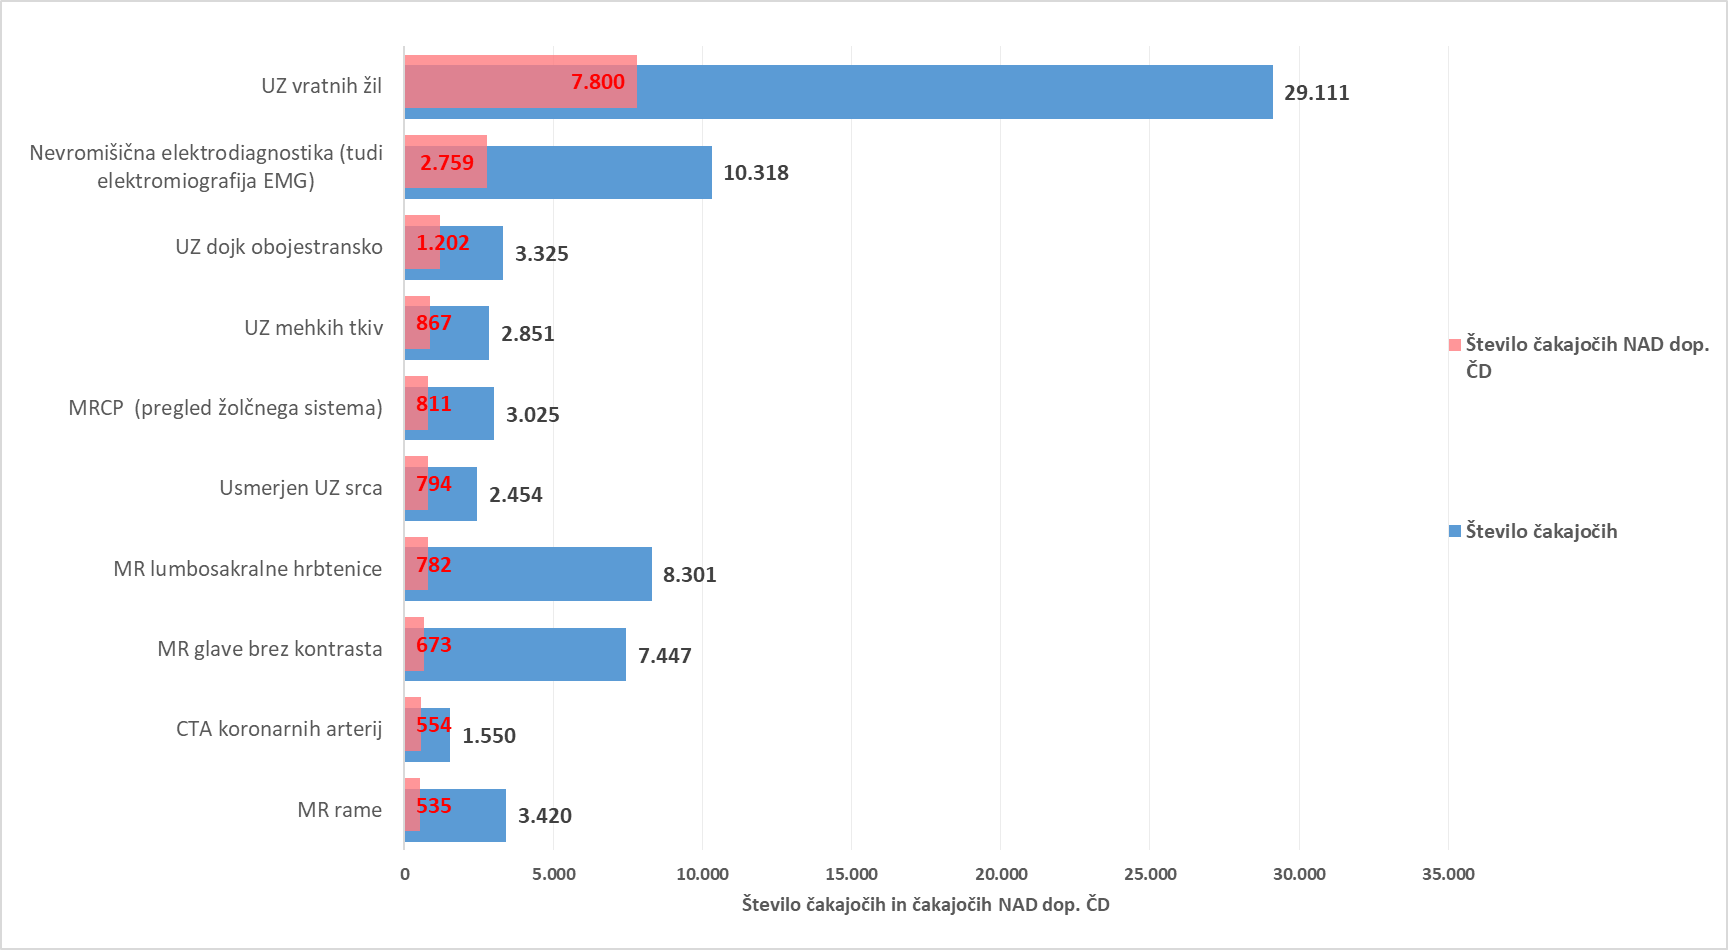 UZ vratnih žil
7.800
29.111
Nevromišična elektrodiagnostika (tudi
elektromiografija EMG)
2.759
10.318
UZ dojk obojestransko
1.202
3.325
UZ mehkih tkiv
867
2.851
MRCP  (pregled žolčnega sistema)
811
3.025
Usmerjen UZ srca
794
2.454
MR lumbosakralne hrbtenice
782
8.301
MR glave brez kontrasta
673
7.447
CTA koronarnih arterij
554
1.550
MR rame
535
3.420
0
5.000
10.000
15.000
20.000
25.000
30.000
35.000
Število čakajočih in čakajočih NAD dop. ČD
Število čakajočih NAD dop.
ČD
Število čakajočih